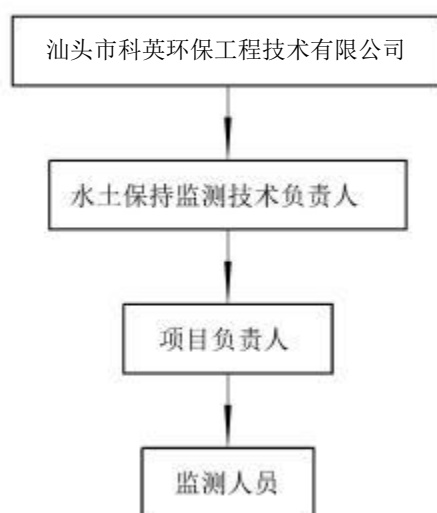 汕头市科英环保工程技术有限公司
水土保持监测技术负责人
项目负责人
监测人员